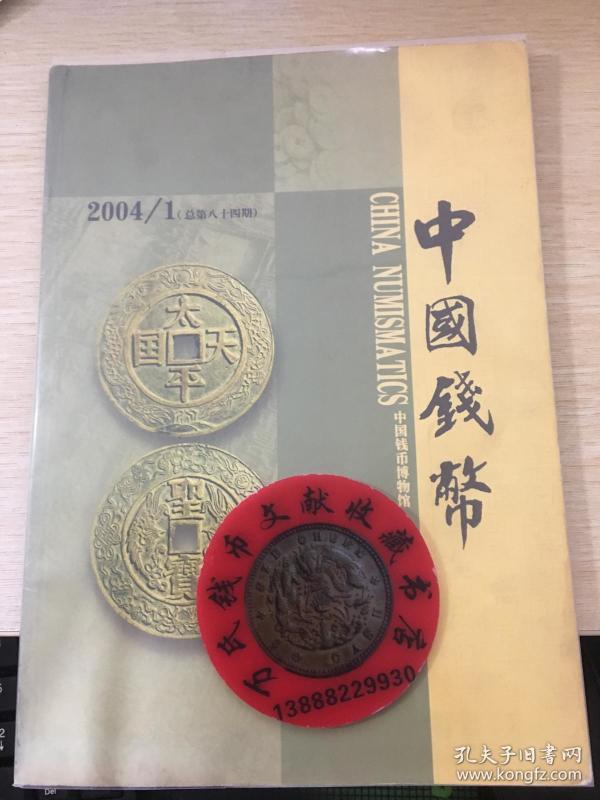 2004/1(总第八十四期)
CHINA NUMISMATICS
中国钱币博物馆
中國錢幣
太平天国
聖寶
钱币文献收藏书店
13888229930
孔夫子旧书网
www.kongfz.com
Del